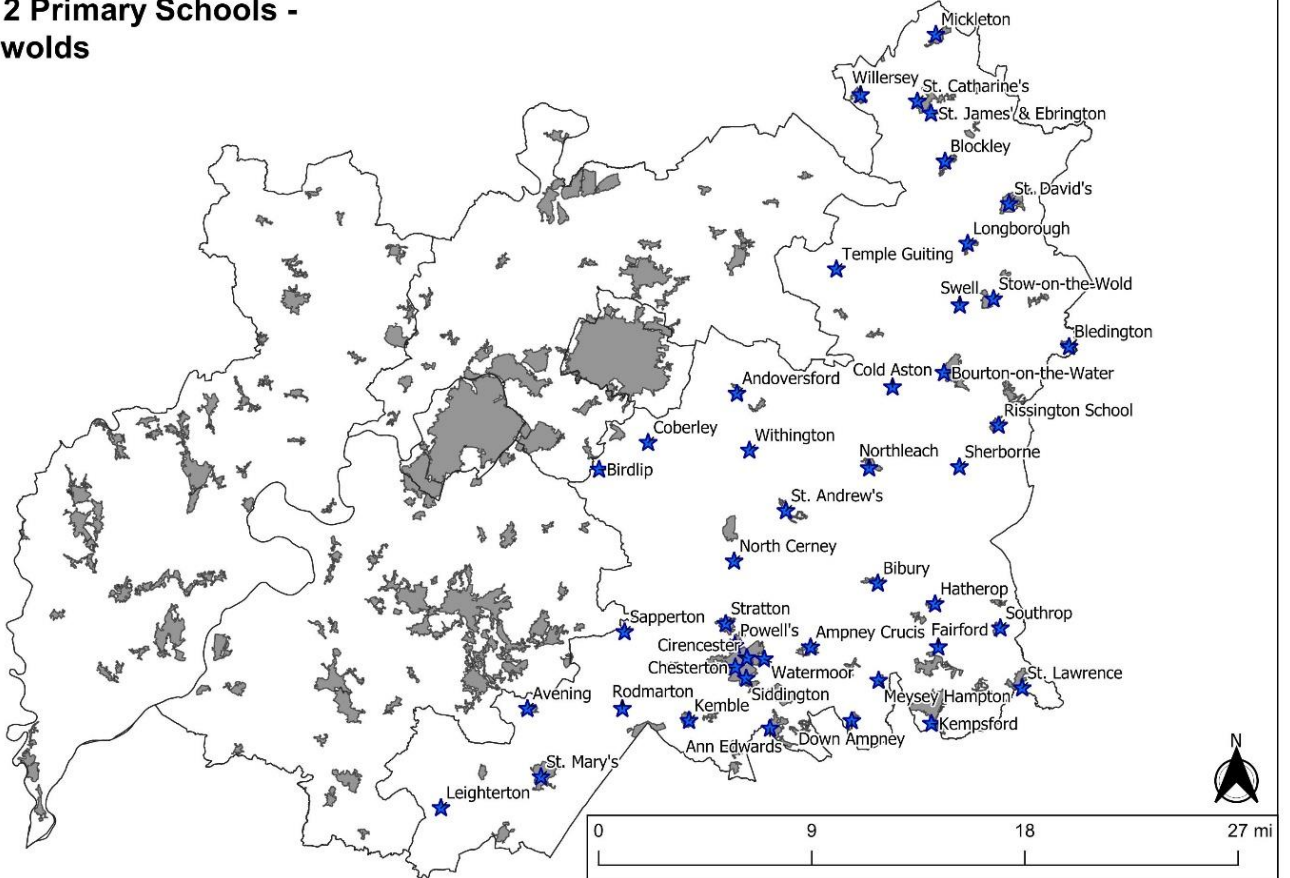 2 Primary Schools -
wolds
Mickleton
Willersey
St. Catharine's
St. James' & Ebrington
Blockley
St. David's
Longborough
Temple Guiting
Swell
Stow-on-the-Wold
Bledington
Cold Aston
Bourton-on-the-Water
Andoversford
Rissington School
Coberley
Withington
Northleach
Sherborne
Birdlip
St. Andrew's
North Cerney
Bibury
Hatherop
Stratton
Southrop
Sapperton
Powell's
Ampney Crucis
Fairford
Cirencester
Chesterton
Watermoor
St. Lawrence
Siddington
Meysey Hampton
Avening
Rodmarton
Kemble
Kempsford
Ann Edwards
Down Ampney
St. Mary's
Leighterton
N
0 9 18 27 mi